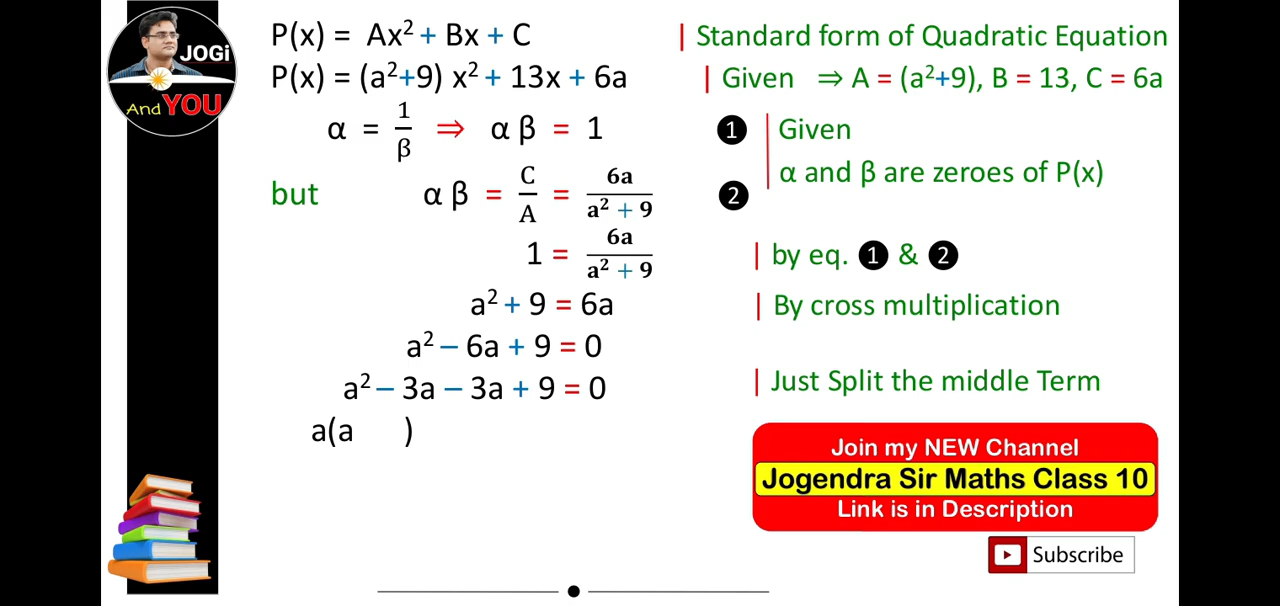 JOGi
And YOU
P(x) = Ax² + Bx + C | Standard form of Quadratic Equation
P(x) = (a²+9) x² + 13x + 6a | Given ⇒ A = (a²+9), B = 13, C = 6a
α = 1/β ⇒ α β = 1 ❶ | Given
α and β are zeroes of P(x)
but α β = C/A = 6a/(a² + 9) ❷
1 = 6a/(a² + 9) | by eq. ❶ & ❷
a² + 9 = 6a | By cross multiplication
a² − 6a + 9 = 0
a² − 3a − 3a + 9 = 0 | Just Split the middle Term
a(a )
Join my NEW Channel
Jogendra Sir Maths Class 10
Link is in Description
Subscribe